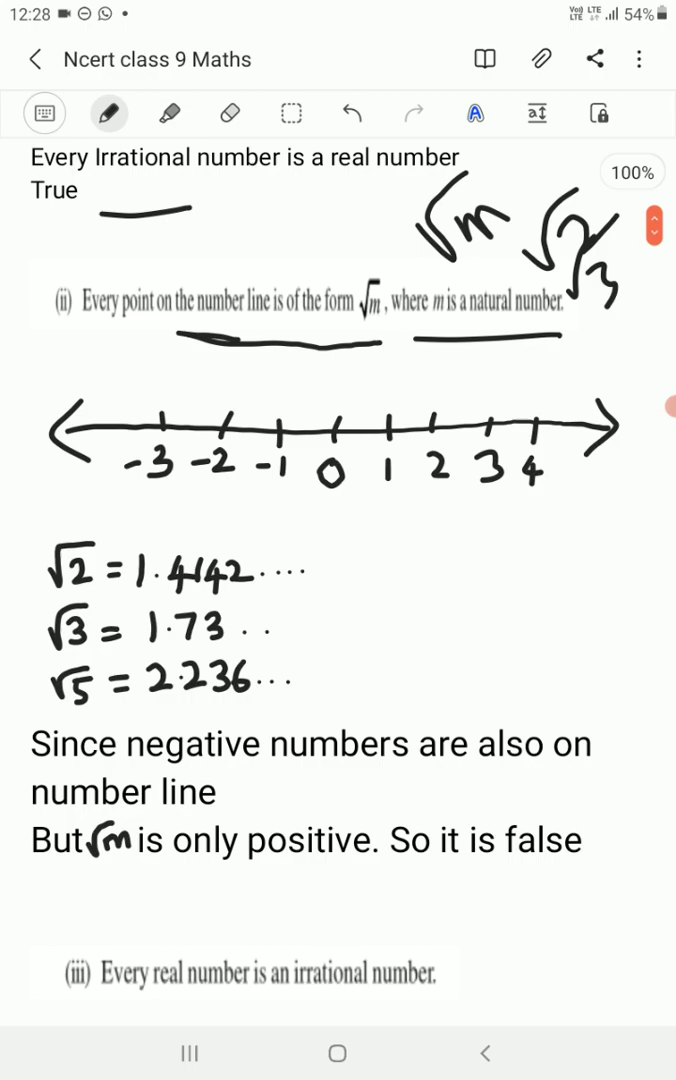 12:28 Vo)) LTE LTE 54%
Ncert class 9 Maths
Every Irrational number is a real number
100%
True
√m √2 √3
(ii) Every point on the number line is of the form √m, where m is a natural number.
-3 -2 -1 0 1 2 3 4
√2 = 1.4142....
√3 = 1.73 . .
√5 = 2.236...
Since negative numbers are also on
number line
But √m is only positive. So it is false
(iii) Every real number is an irrational number.